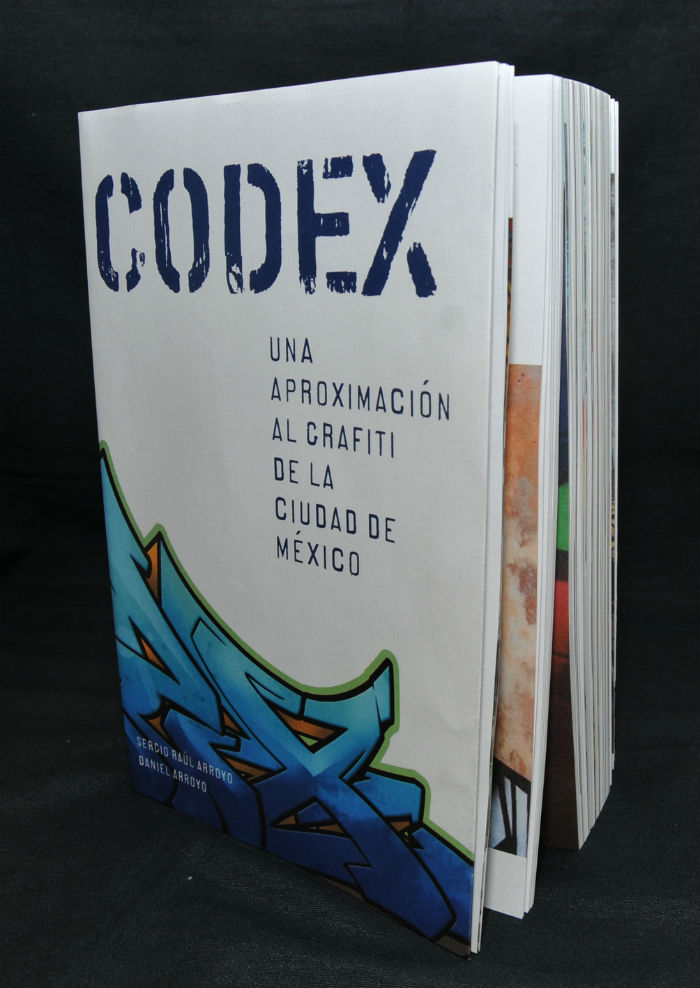 CODEX
UNA
APROXIMACIÓN
AL GRAFITI
DE LA
CIUDAD DE
MÉXICO
SERGIO RAÚL ARROYO
DANIEL ARROYO